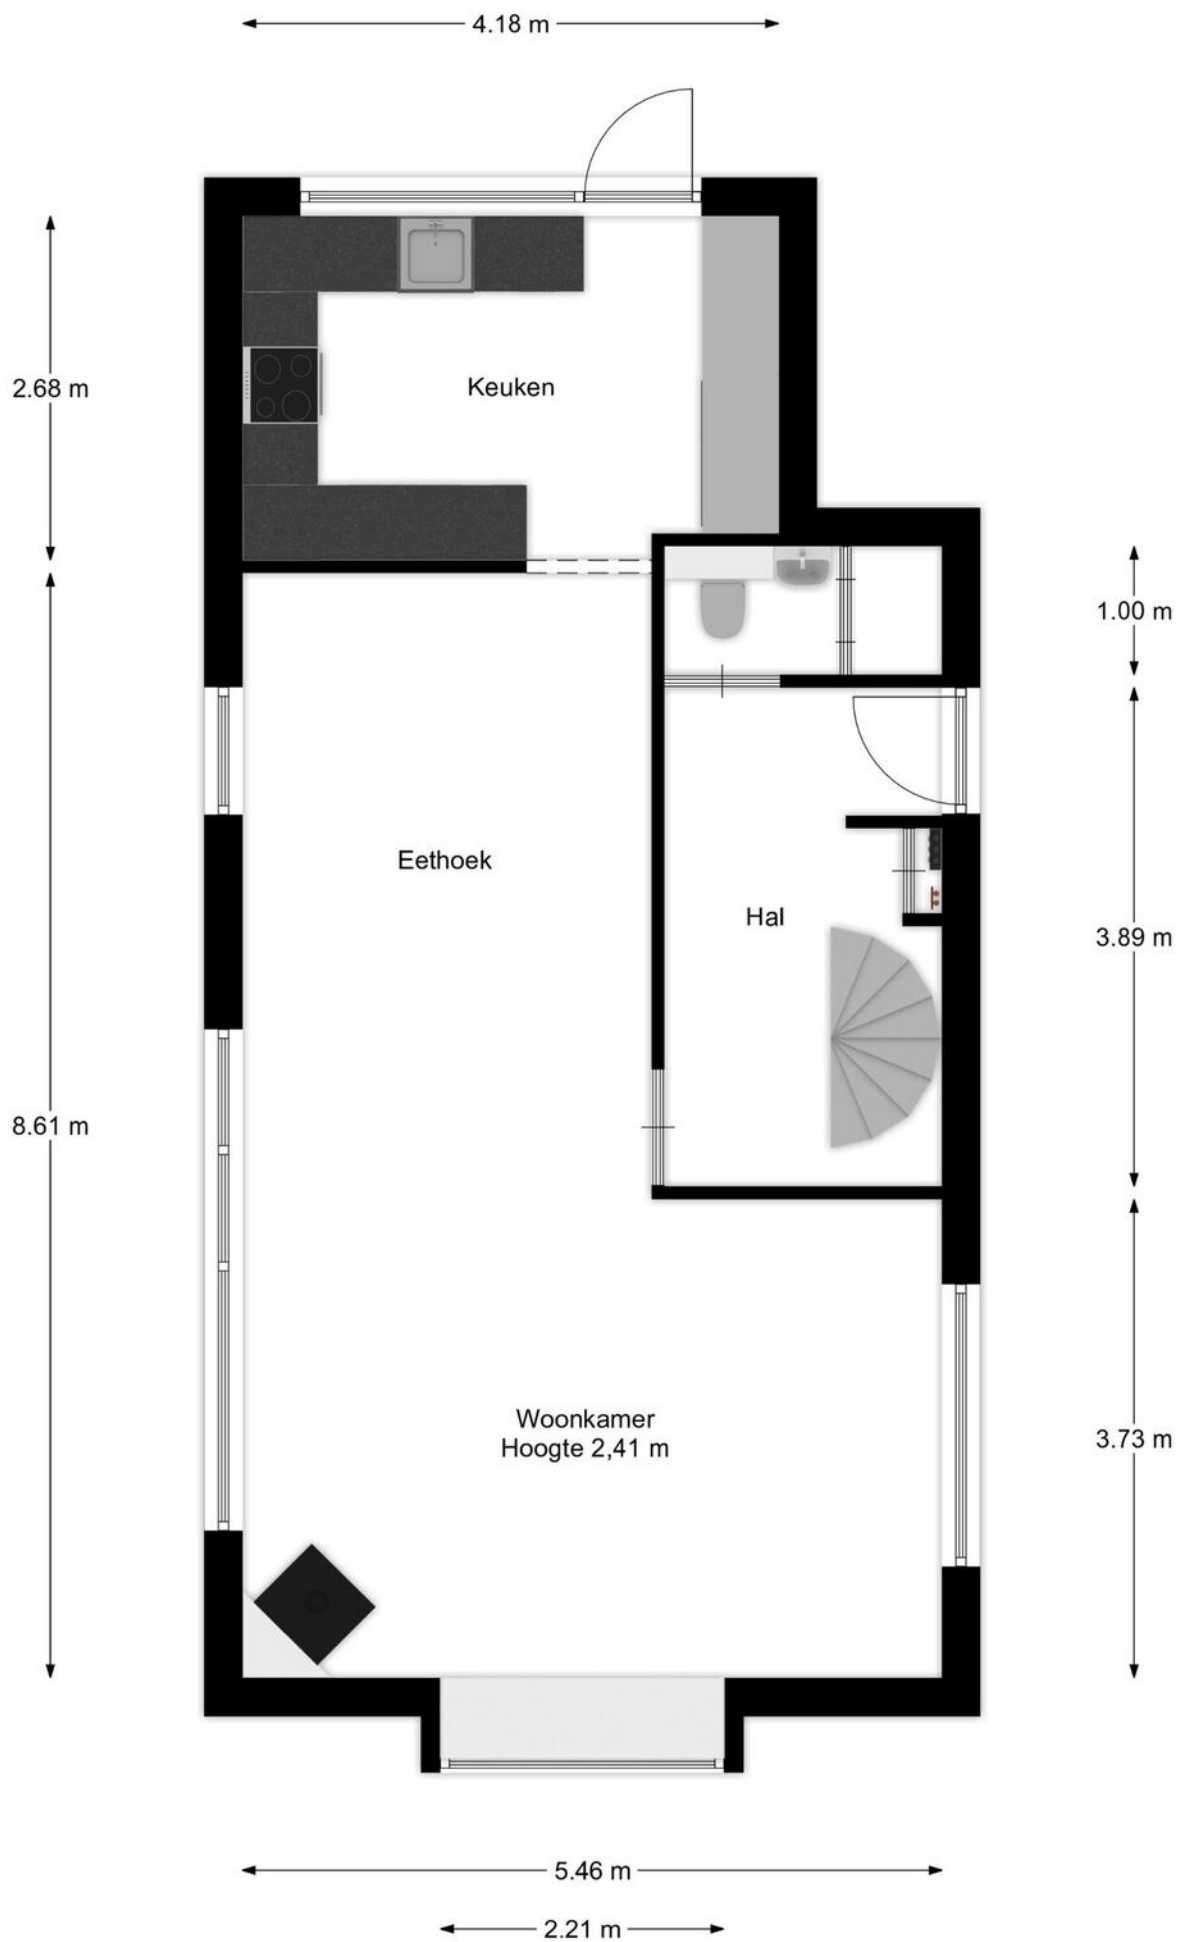 4.18 m
2.68 m
Keuken
1.00 m
Eethoek
Hal
3.89 m
8.61 m
Woonkamer
Hoogte 2,41 m
3.73 m
5.46 m
2.21 m